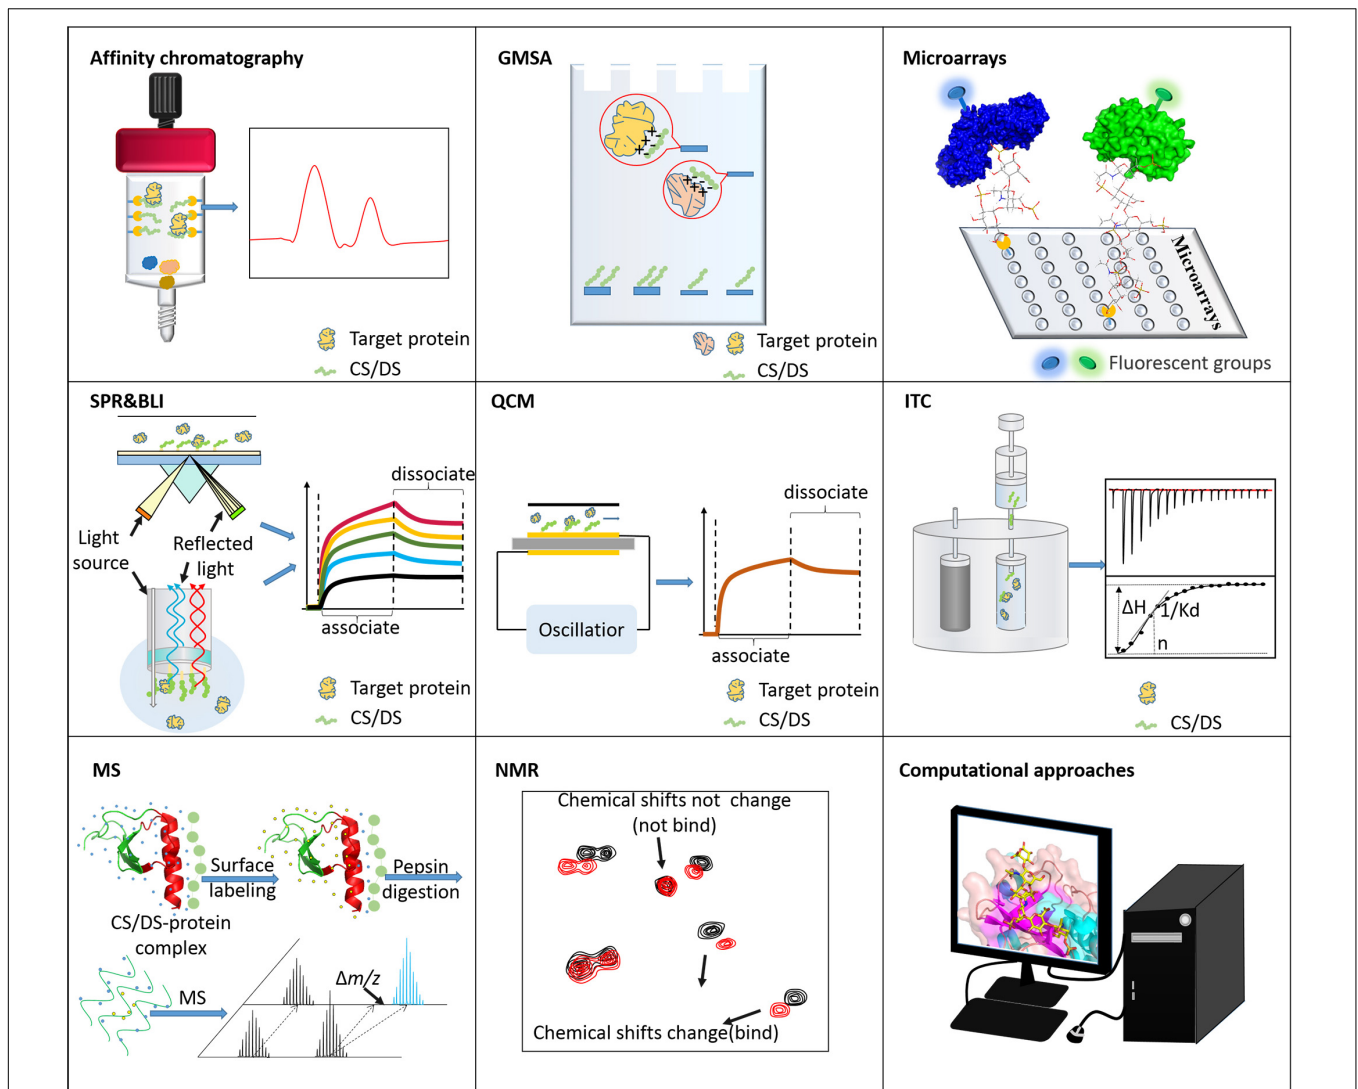 Affinity chromatography
Target protein
CS/DS
GMSA
Target protein
CS/DS
Microarrays
Microarrays
Fluorescent groups
SPR&BLI
Light
source
Reflected
light
dissociate
associate
Target protein
CS/DS
QCM
Oscillatior
dissociate
associate
Target protein
CS/DS
ITC
ΔH
1/Kd
n
CS/DS
MS
Surface
labeling
Pepsin
digestion
CS/DS-protein
complex
MS
Δm/z
NMR
Chemical shifts not change
(not bind)
Chemical shifts change(bind)
Computational approaches